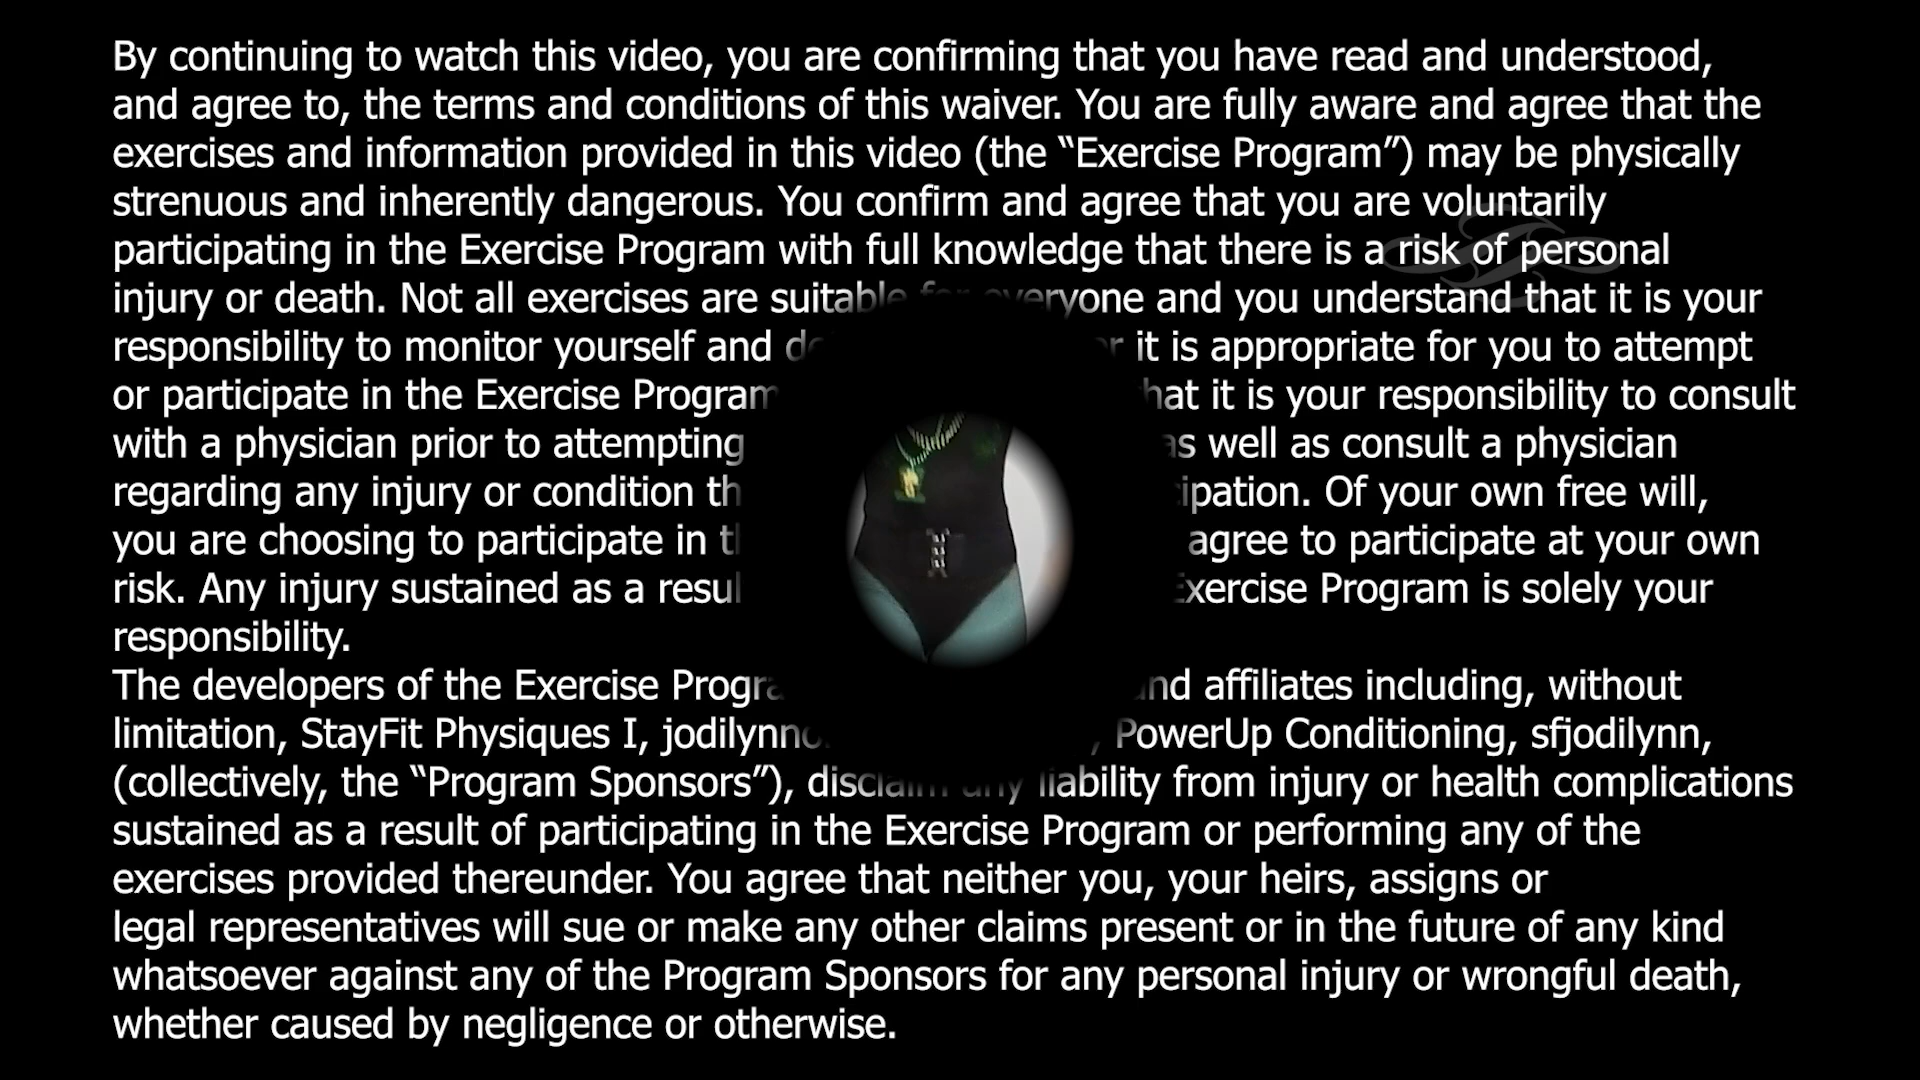 By continuing to watch this video, you are confirming that you have read and understood,
and agree to, the terms and conditions of this waiver. You are fully aware and agree that the
exercises and information provided in this video (the “Exercise Program”) may be physically
strenuous and inherently dangerous. You confirm and agree that you are voluntarily
participating in the Exercise Program with full knowledge that there is a risk of personal
injury or death. Not all exercises are suitable for everyone and you understand that it is your
responsibility to monitor yourself and it is appropriate for you to attempt
or participate in the Exercise Program that it is your responsibility to consult
with a physician prior to attempting as well as consult a physician
regarding any injury or condition Of your own free will,
you are choosing to participate in agree to participate at your own
risk. Any injury sustained as a result Exercise Program is solely your
responsibility.
The developers of the Exercise Program and affiliates including, without
limitation, StayFit Physiques I, PowerUp Conditioning, sfjodilynn,
(collectively, the “Program Sponsors”), disclaim any liability from injury or health complications
sustained as a result of participating in the Exercise Program or performing any of the
exercises provided thereunder. You agree that neither you, your heirs, assigns or
legal representatives will sue or make any other claims present or in the future of any kind
whatsoever against any of the Program Sponsors for any personal injury or wrongful death,
whether caused by negligence or otherwise.